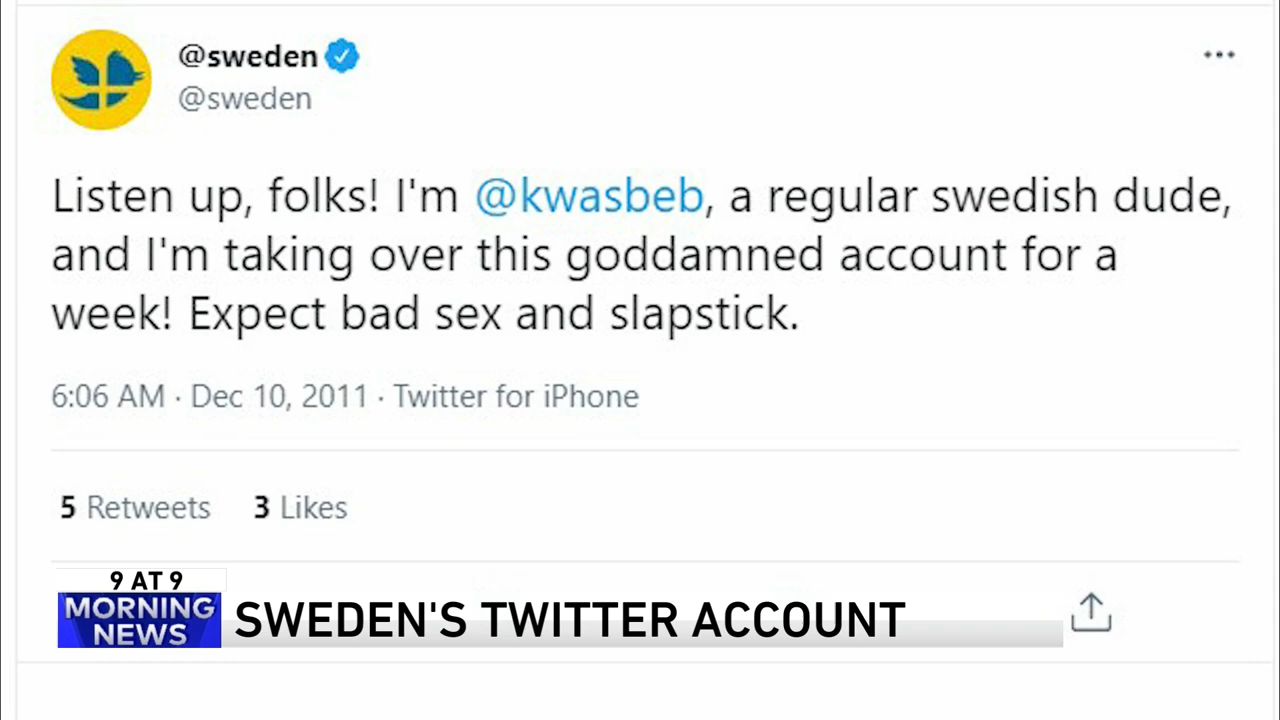 @sweden
@sweden
Listen up, folks! I'm @kwasbeb, a regular swedish dude,
and I'm taking over this goddamned account for a
week! Expect bad sex and slapstick.
6:06 AM · Dec 10, 2011 · Twitter for iPhone
5 Retweets 3 Likes
9 AT 9
MORNING
NEWS
SWEDEN'S TWITTER ACCOUNT